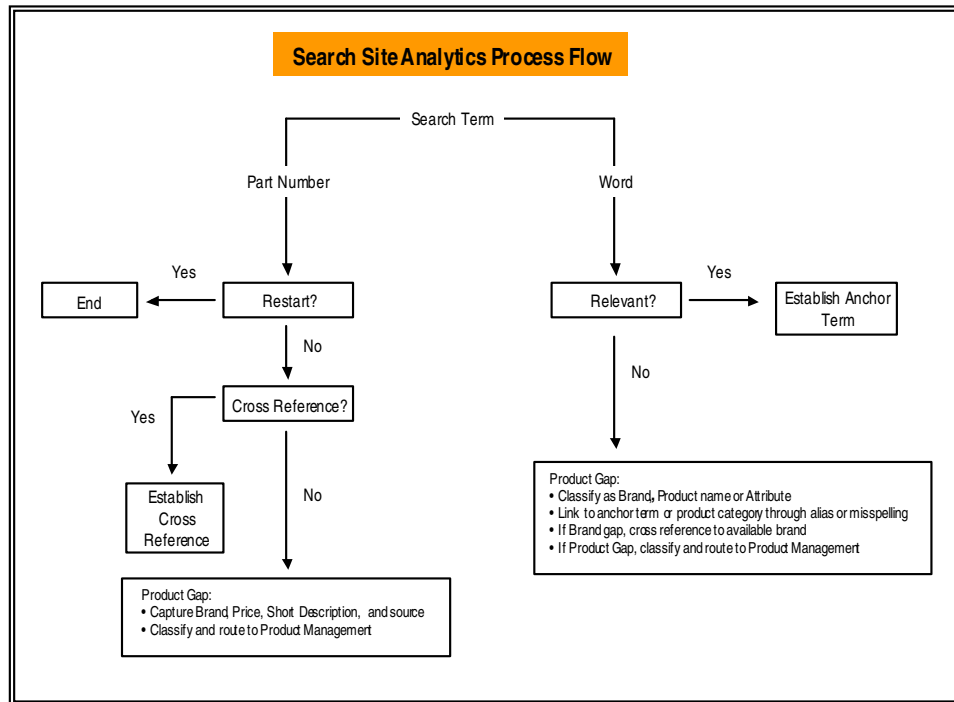 Search Site Analytics Process Flow
Search Term
Part Number
Word
Yes
Yes
End
Restart?
Relevant?
Establish Anchor
Term
No
No
Cross Reference?
Yes
No
Establish
Cross
Reference
Product Gap:
• Classify as Brand, Product name or Attribute
• Link to anchor term or product category through alias or misspelling
• If Brand gap, cross reference to available brand
• If Product Gap, classify and route to Product Management
Product Gap:
• Capture Brand, Price, Short Description, and source
• Classify and route to Product Management